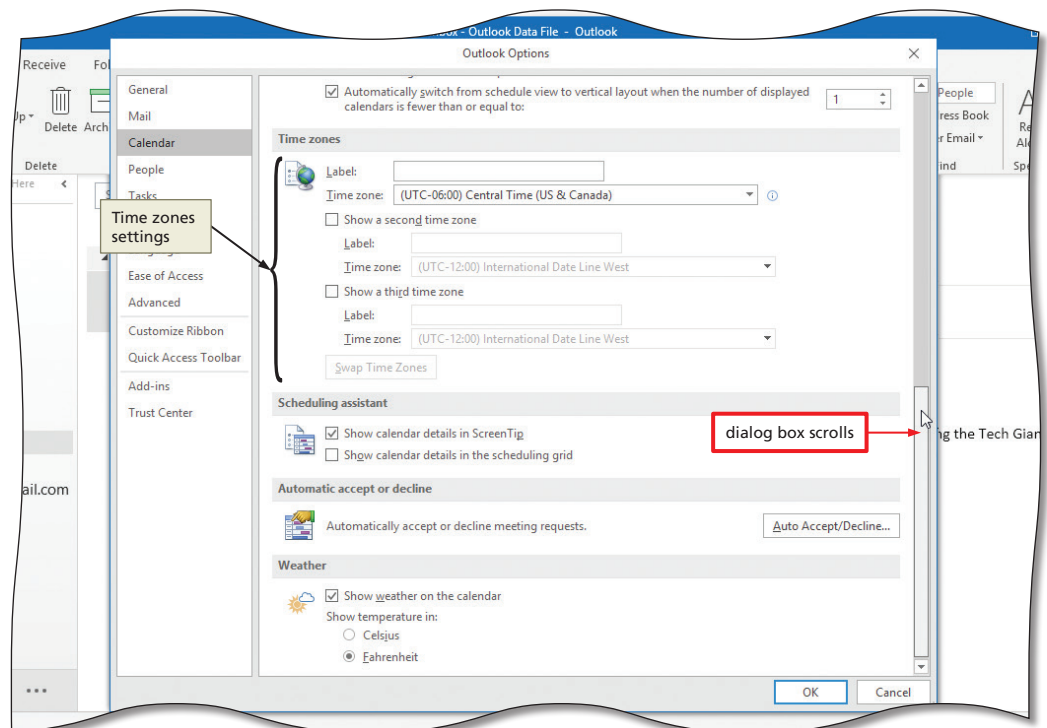 Box - Outlook Data File - Outlook
Outlook Options
Receive
Delete
Delete
Here
ail.com
General
Mail
Calendar
People
Tasks
Ease of Access
Advanced
Customize Ribbon
Quick Access Toolbar
Add-ins
Trust Center
Time zones
settings
Automatically switch from schedule view to vertical layout when the number of displayed
calendars is fewer than or equal to:
1
Time zones
Label:
Time zone: (UTC-06:00) Central Time (US & Canada)
Show a second time zone
Label:
Time zone: (UTC-12:00) International Date Line West
Show a third time zone
Label:
Time zone: (UTC-12:00) International Date Line West
Swap Time Zones
Scheduling assistant
Show calendar details in ScreenTip
Show calendar details in the scheduling grid
dialog box scrolls
Automatic accept or decline
Automatically accept or decline meeting requests.
Auto Accept/Decline...
Weather
Show weather on the calendar
Show temperature in:
Celsius
Fahrenheit
OK
Cancel
People
ress Book
r Email
ind
ng the Tech Gian